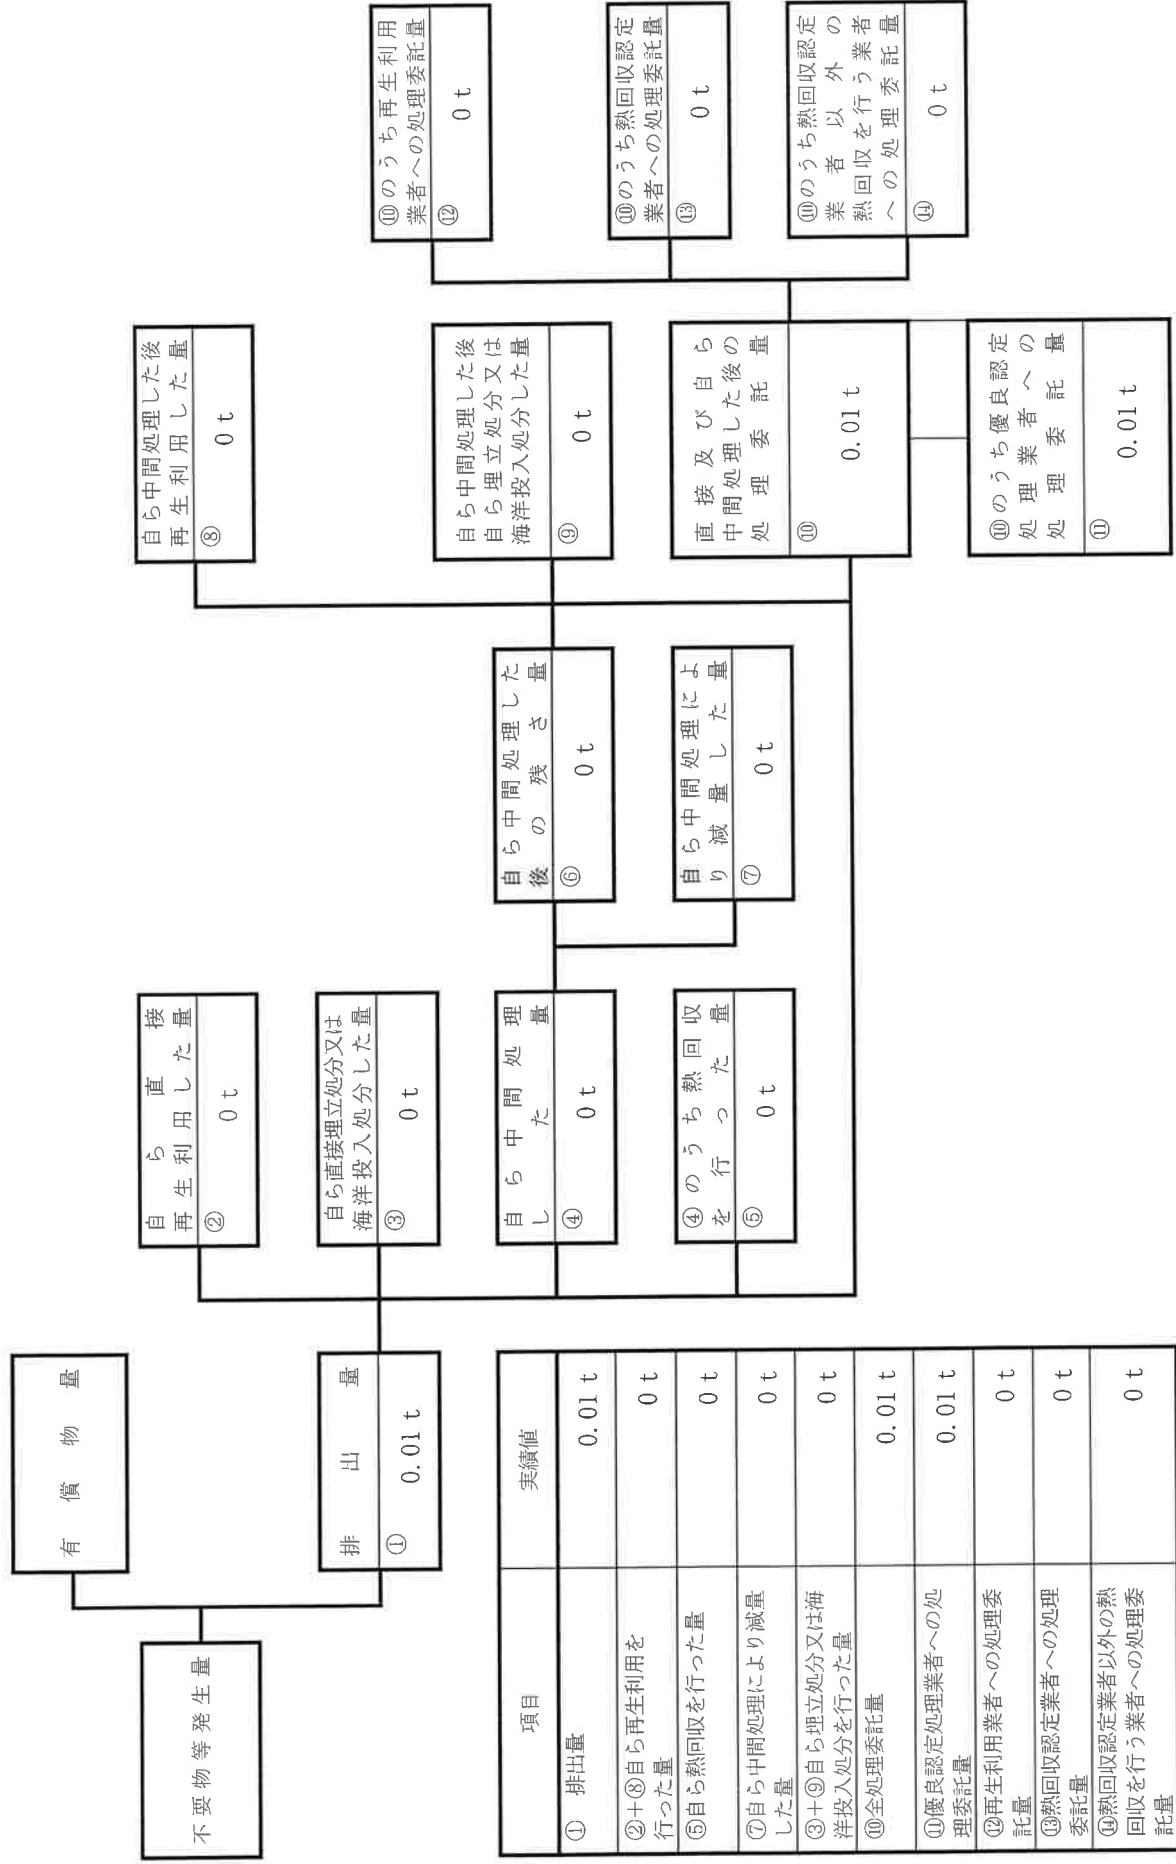 不要物等発生量
有償物量
排出量
① 0.01 t
自ら直接
再生利用した量
② 0 t
自ら直接埋立処分又は
海洋投入処分した量
③ 0 t
自ら中間処理
した量
④ 0 t
④のうち熱回収
を行った量
⑤ 0 t
自ら中間処理した
後の残さ量
⑥ 0 t
自ら中間処理によ
り減量した量
⑦ 0 t
自ら中間処理した後
再生利用した量
⑧ 0 t
自ら中間処理した後
自ら埋立処分又は
海洋投入処分した量
⑨ 0 t
直接及び自ら
中間処理した後の
処理委託量
⑩ 0.01 t
⑩のうち優良認定
処理業者への
処理委託量
⑪ 0.01 t
⑩のうち再生利用
業者への処理委託量
⑫ 0 t
⑩のうち熱回収認定
業者への処理委託量
⑬ 0 t
⑩のうち熱回収認定
業者以外の
熱回収を行う業者
への処理委託量
⑭ 0 t
項目 実績値
① 排出量 0.01 t
②+⑧自ら再生利用を
行った量 0 t
⑤自ら熱回収を行った量 0 t
⑦自ら中間処理により減量
した量 0 t
③+⑨自ら埋立処分又は海
洋投入処分を行った量 0 t
⑩全処理委託量 0.01 t
⑪優良認定処理業者への処
理委託量 0.01 t
⑫再生利用業者への処理委
託量 0 t
⑬熱回収認定業者への処理
委託量 0 t
⑭熱回収認定業者以外の熱
回収を行う業者への処理委
託量 0 t